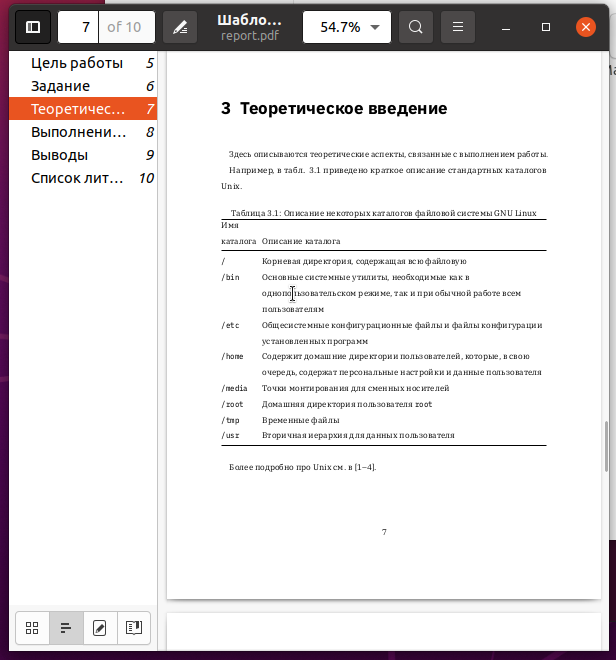 7
of 10
Шабло...
report.pdf
54.7%
Цель работы 5
Задание 6
Теоретичес... 7
Выполнени... 8
Выводы 9
Список лит... 10
3 Теоретическое введение
Здесь описываются теоретические аспекты, связанные с выполнением работы.
Например, в табл. 3.1 приведено краткое описание стандартных каталогов
Unix.
Таблица 3.1: Описание некоторых каталогов файловой системы GNU Linux
Имя
каталога Описание каталога
/ Корневая директория, содержащая всю файловую
/bin Основные системные утилиты, необходимые как в
однопользовательском режиме, так и при обычной работе всем
пользователям
/etc Общесистемные конфигурационные файлы и файлы конфигурации
установленных программ
/home Содержит домашние директории пользователей, которые, в свою
очередь, содержат персональные настройки и данные пользователя
/media Точки монтирования для сменных носителей
/root Домашняя директория пользователя root
/tmp Временные файлы
/usr Вторичная иерархия для данных пользователя
Более подробно про Unix см. в [1–4].
7